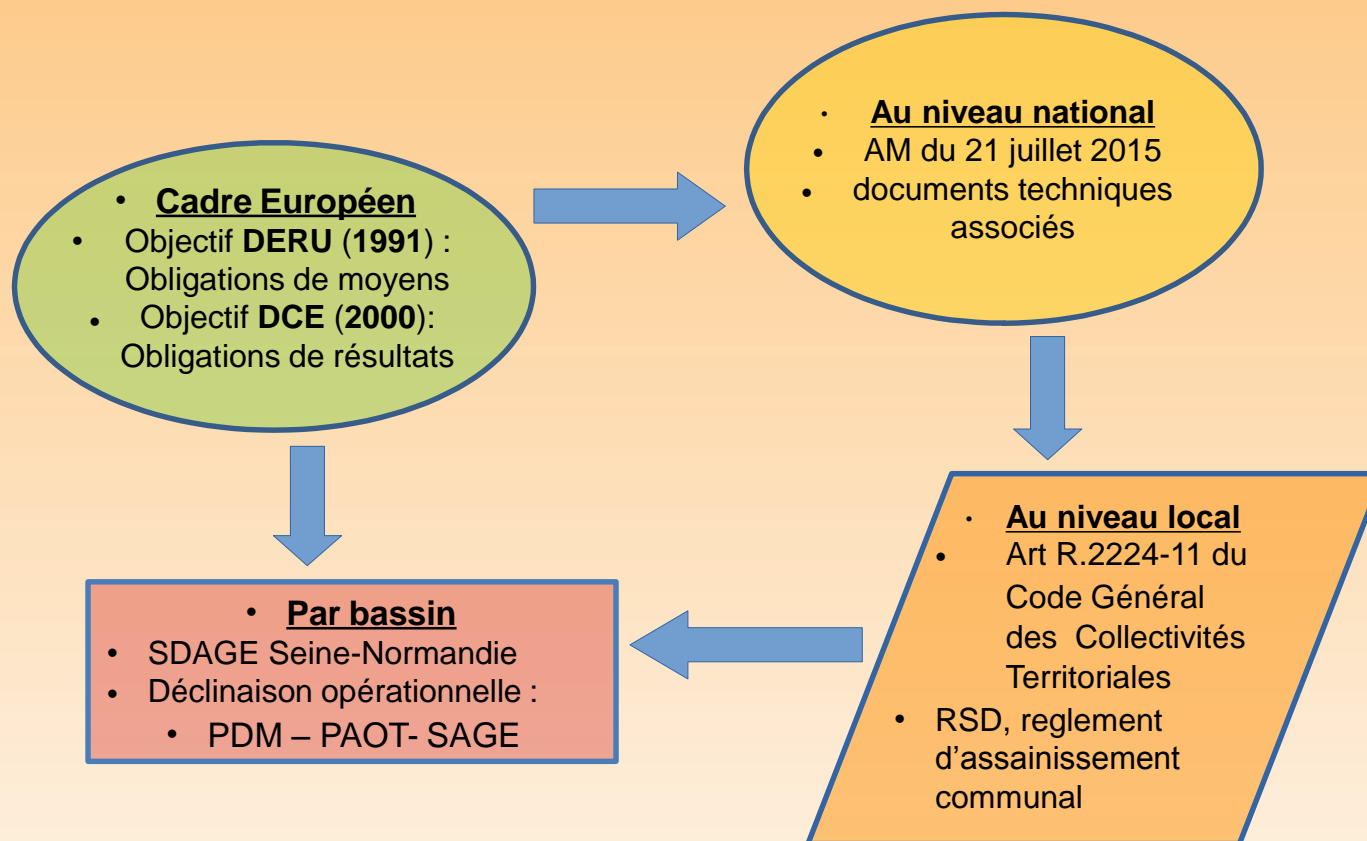 • Cadre Européen
• Objectif DERU (1991) :
Obligations de moyens
• Objectif DCE (2000):
Obligations de résultats
• Au niveau national
• AM du 21 juillet 2015
• documents techniques
associés
• Par bassin
• SDAGE Seine-Normandie
• Déclinaison opérationnelle :
• PDM – PAOT- SAGE
• Au niveau local
• Art R.2224-11 du
Code Général
des Collectivités
Territoriales
• RSD, reglement
d’assainissement
communal